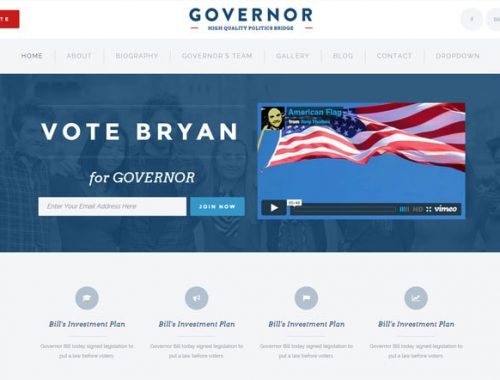 GOVERNOR
HIGH QUALITY POLITICS BRIDGE
HOME ABOUT BIOGRAPHY GOVERNOR'S TEAM GALLERY BLOG CONTACT DROPDOWN
VOTE BRYAN
for GOVERNOR
Enter Your Email Address Here
JOIN NOW
American Flag
from
HD vimeo
Bill's Investment Plan
Governor Bill today signed legislation to
put a law before voters.
Bill's Investment Plan
Governor Bill today signed legislation to
put a law before voters.
Bill's Investment Plan
Governor Bill today signed legislation to
put a law before voters.
Bill's Investment Plan
Governor Bill today signed legislation to
put a law before voters.